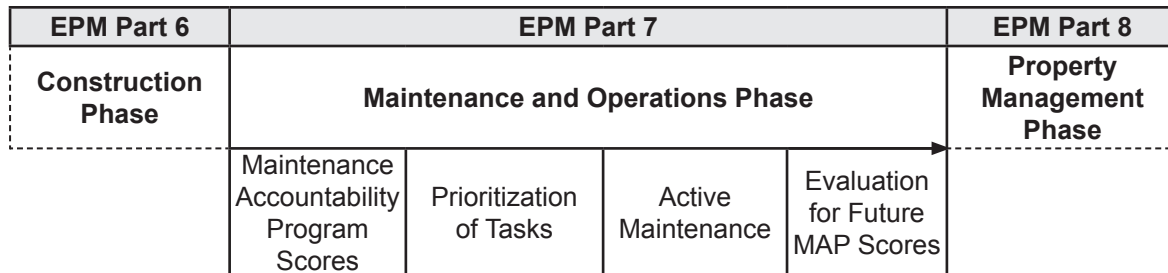 EPM Part 6
EPM Part 7
EPM Part 8
Construction
Phase
Maintenance and Operations Phase
Property
Management
Phase
Maintenance
Accountability
Program
Scores
Prioritization
of Tasks
Active
Maintenance
Evaluation
for Future
MAP Scores